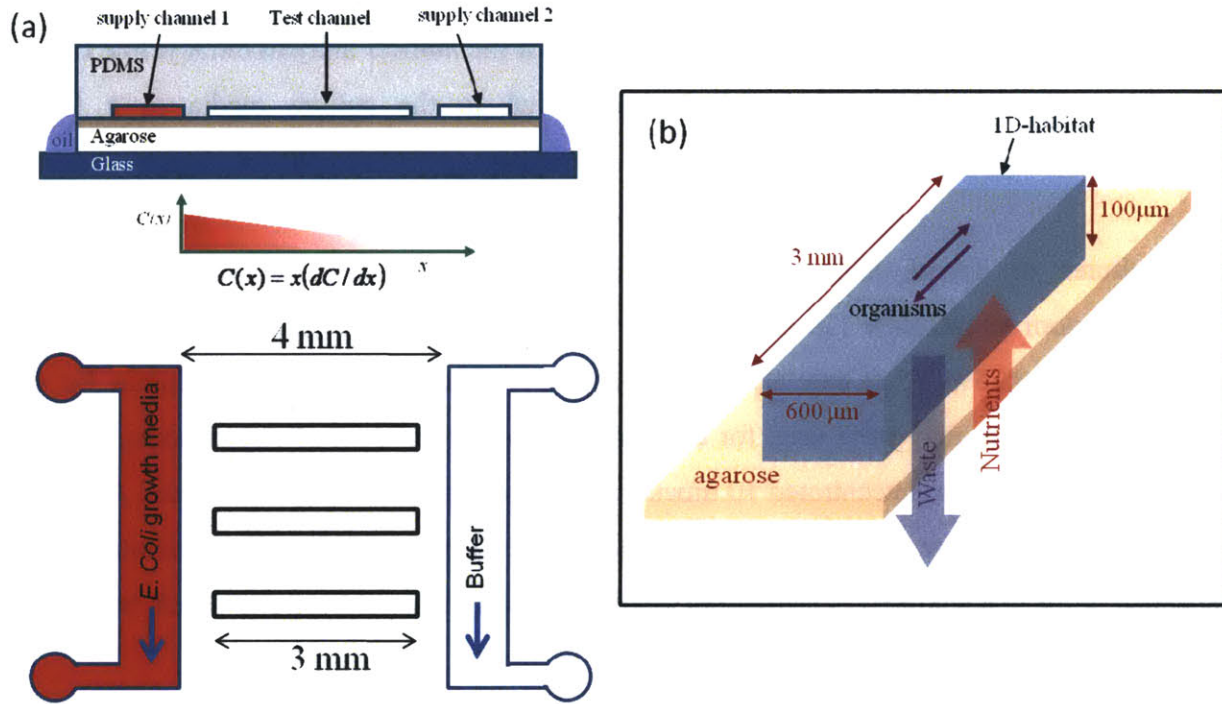 (a)
supply channel 1
Test channel
supply channel 2
PDMS
oil
Agarose
Glass
C(x)
x
C(x) = x(dC/dx)
4 mm
E. Coli growth media
Buffer
3 mm
(b)
1D-habitat
100μm
3 mm
organisms
600 μm
agarose
Waste
Nutrients